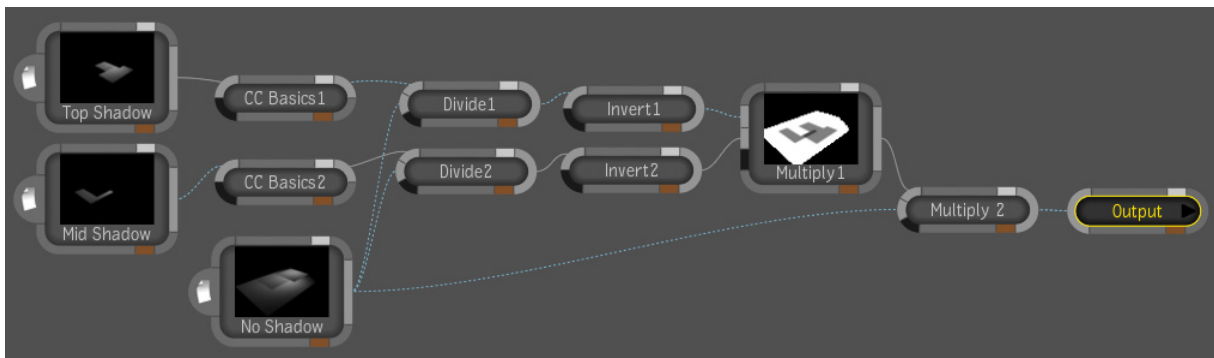 Top Shadow
CC Basics1
Divide1
Invert1
Multiply1
Mid Shadow
CC Basics2
Divide2
Invert2
Multiply 2
Output
No Shadow